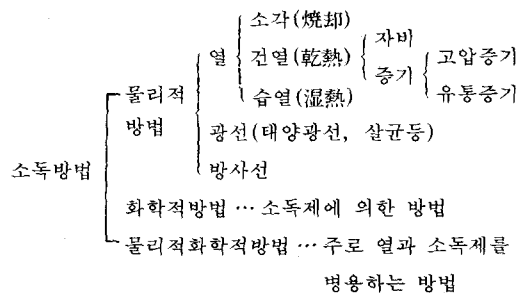 소독방법
물리적
방법
열
소각(焼却)
건열(乾熱)
습열(湿熱)
자비
증기
고압증기
유통증기
광선(태양광선, 살균등)
방사선
화학적방법 … 소독제에 의한 방법
물리적화학적방법 … 주로 열과 소독제를
병용하는 방법